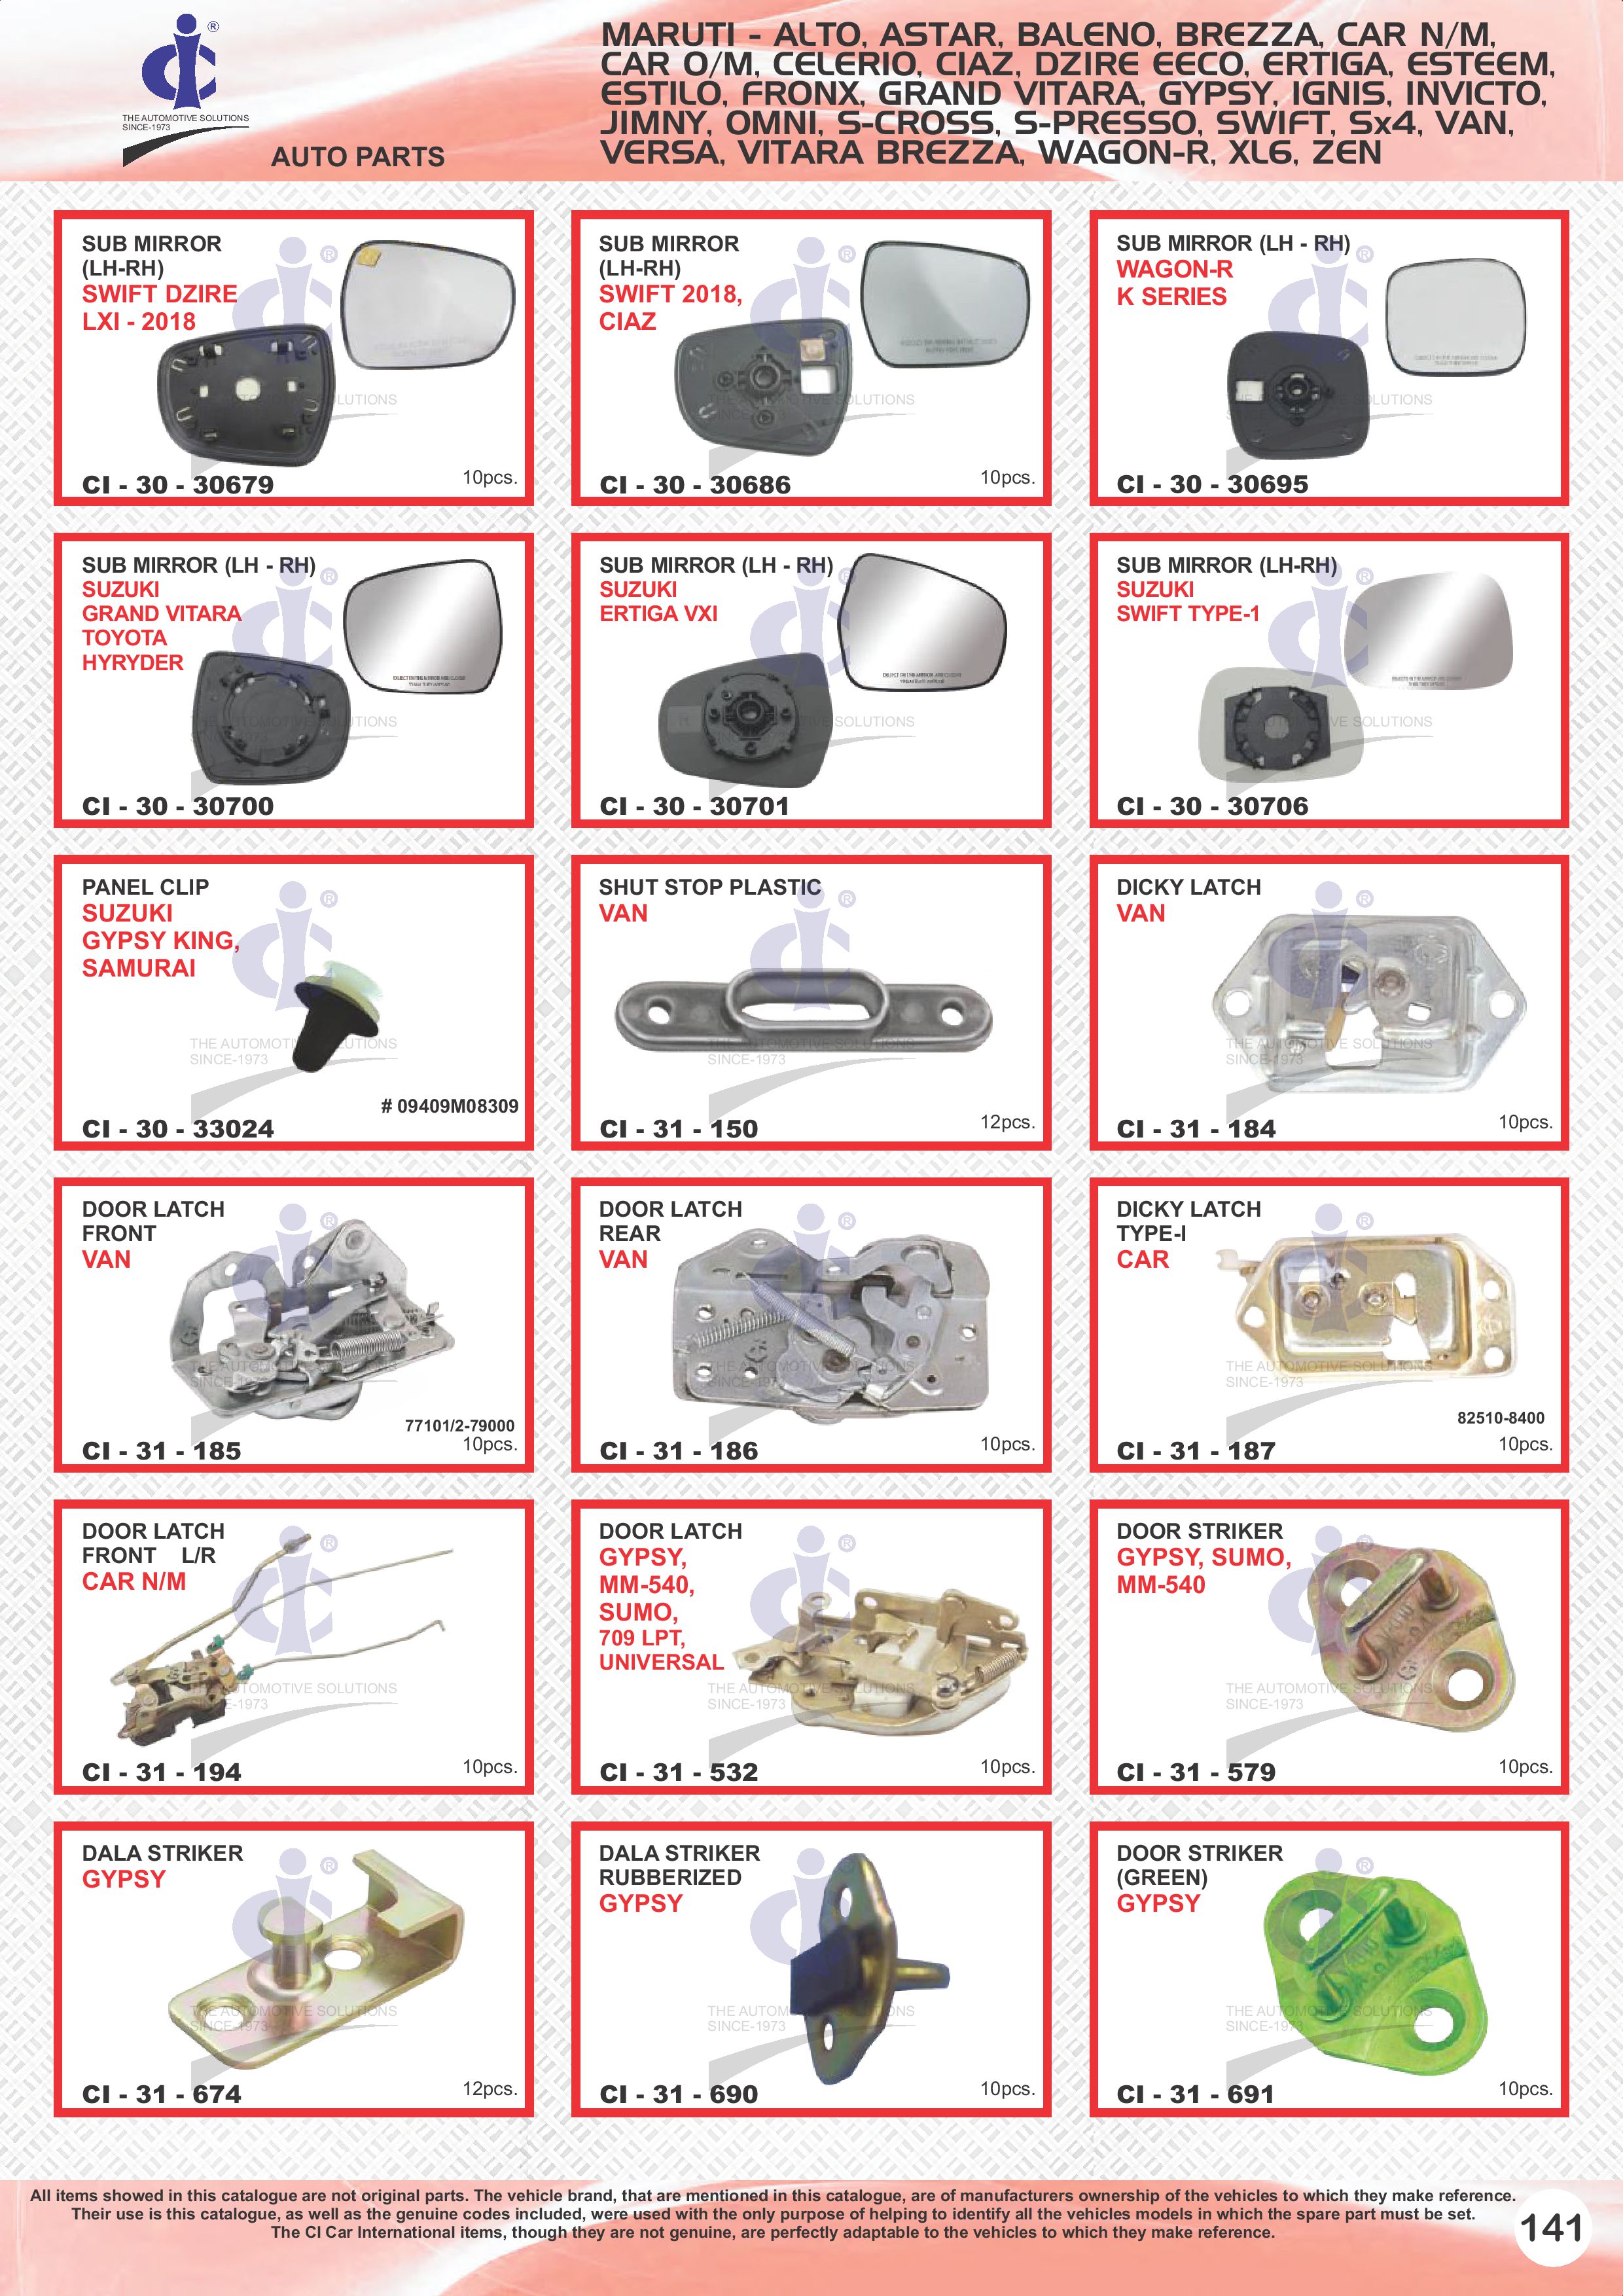 ®
THE AUTOMOTIVE SOLUTIONS
SINCE-1973
AUTO PARTS
MARUTI - ALTO, ASTAR, BALENO, BREZZA, CAR N/M,
CAR O/M, CELERIO, CIAZ, DZIRE EECO, ERTIGA, ESTEEM,
ESTILO, FRONX, GRAND VITARA, GYPSY, IGNIS, INVICTO,
JIMNY, OMNI, S-CROSS, S-PRESSO, SWIFT, Sx4, VAN,
VERSA, VITARA BREZZA, WAGON-R, XL6, ZEN
SUB MIRROR
(LH-RH)
SWIFT DZIRE
LXI - 2018
CI - 30 - 30679
10pcs.
SUB MIRROR
(LH-RH)
SWIFT 2018,
CIAZ
CI - 30 - 30686
10pcs.
SUB MIRROR (LH - RH)
WAGON-R
K SERIES
CI - 30 - 30695
SUB MIRROR (LH - RH)
SUZUKI
GRAND VITARA
TOYOTA
HYRYDER
CI - 30 - 30700
SUB MIRROR (LH - RH)
SUZUKI
ERTIGA VXI
CI - 30 - 30701
SUB MIRROR (LH-RH)
SUZUKI
SWIFT TYPE-1
CI - 30 - 30706
PANEL CLIP
SUZUKI
GYPSY KING,
SAMURAI
# 09409M08309
CI - 30 - 33024
SHUT STOP PLASTIC
VAN
CI - 31 - 150
12pcs.
DICKY LATCH
VAN
CI - 31 - 184
10pcs.
DOOR LATCH
FRONT
VAN
77101/2-79000
CI - 31 - 185
10pcs.
DOOR LATCH
REAR
VAN
CI - 31 - 186
10pcs.
DICKY LATCH
TYPE-I
CAR
82510-8400
CI - 31 - 187
10pcs.
DOOR LATCH
FRONT L/R
CAR N/M
CI - 31 - 194
10pcs.
DOOR LATCH
GYPSY,
MM-540,
SUMO,
709 LPT,
UNIVERSAL
CI - 31 - 532
10pcs.
DOOR STRIKER
GYPSY, SUMO,
MM-540
CI - 31 - 579
10pcs.
DALA STRIKER
GYPSY
CI - 31 - 674
12pcs.
DALA STRIKER
RUBBERIZED
GYPSY
CI - 31 - 690
10pcs.
DOOR STRIKER
(GREEN)
GYPSY
CI - 31 - 691
10pcs.
All items showed in this catalogue are not original parts. The vehicle brand, that are mentioned in this catalogue, are of manufacturers ownership of the vehicles to which they make reference.
Their use is this catalogue, as well as the genuine codes included, were used with the only purpose of helping to identify all the vehicles models in which the spare part must be set.
The CI Car International items, though they are not genuine, are perfectly adaptable to the vehicles to which they make reference.
141